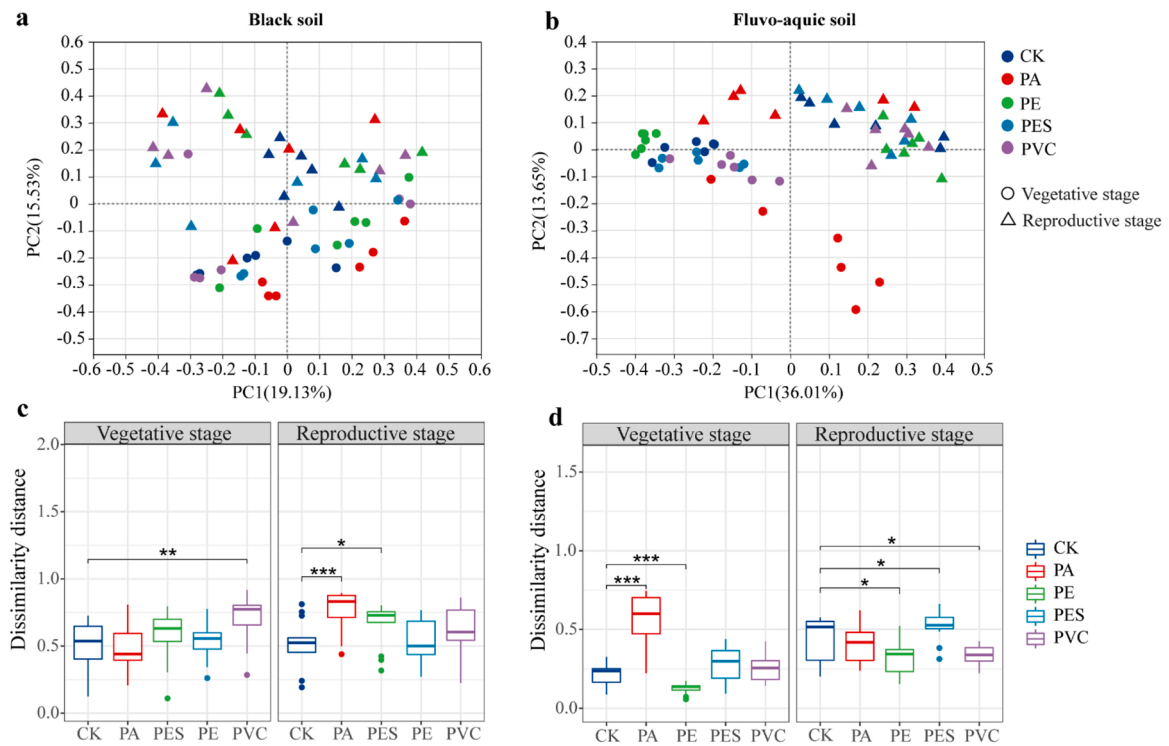 a
Black soil
0.6
0.5
0.4
0.3
0.2
0.1
0
-0.1
-0.2
-0.3
-0.4
-0.5
PC2(15.53%)
-0.6 -0.5 -0.4 -0.3 -0.2 -0.1 0 0.1 0.2 0.3 0.4 0.5 0.6
PC1(19.13%)
b
Fluvo-aquic soil
0.4
0.3
0.2
0.1
0
-0.1
-0.2
-0.3
-0.4
-0.5
-0.6
-0.7
PC2(13.65%)
-0.5 -0.4 -0.3 -0.2 -0.1 0 0.1 0.2 0.3 0.4 0.5
PC1(36.01%)
CK
PA
PE
PES
PVC
Vegetative stage
Reproductive stage
c
Vegetative stage
Reproductive stage
Dissimilarity distance
2.0
1.5
1.0
0.5
0.0
**
*
***
CK PA PES PE PVC
CK PA PES PE PVC
d
Vegetative stage
Reproductive stage
Dissimilarity distance
1.5
1.0
0.5
0.0
***
***
*
*
*
CK PA PE PES PVC
CK PA PE PES PVC
CK
PA
PE
PES
PVC